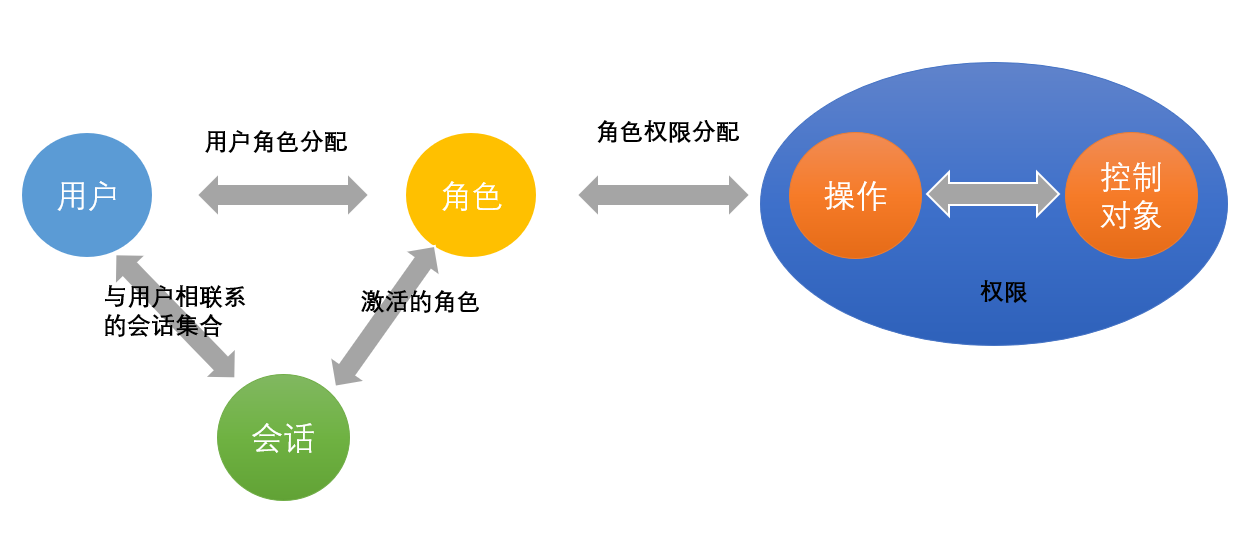 用户角色分配
角色权限分配
用户
角色
操作
控制
对象
与用户相联系
的会话集合
激活的角色
权限
会话